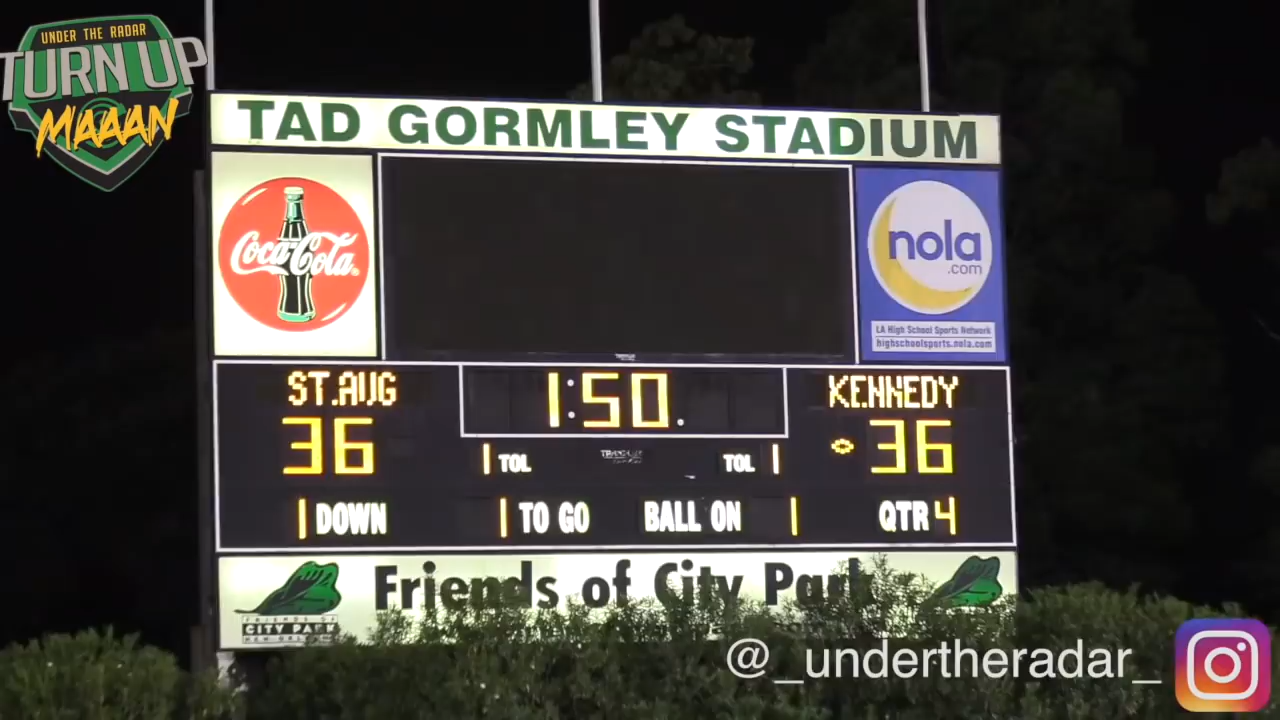 UNDER THE RADAR
TURN UP
MAAAN
TAD GORMLEY STADIUM
Coca-Cola
nola
.com
LA High School Sports Network
highschoolsports.nola.com
ST.AUG 1:50. KENNEDY
36 36
1 TOL TOL 1
1 DOWN 1 TO GO BALL ON 1 QTR 4
Friends of City Park
FRIENDS OF
CITY PARK
NEW ORLEANS
@_undertheradar_